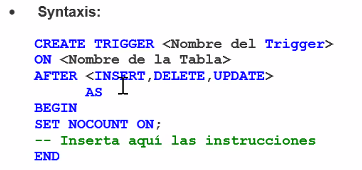 • Syntaxis:
CREATE TRIGGER <Nombre del Trigger>
ON <Nombre de la Tabla>
AFTER <INSERT,DELETE,UPDATE>
AS
BEGIN
SET NOCOUNT ON;
-- Inserta aquí las instrucciones
END